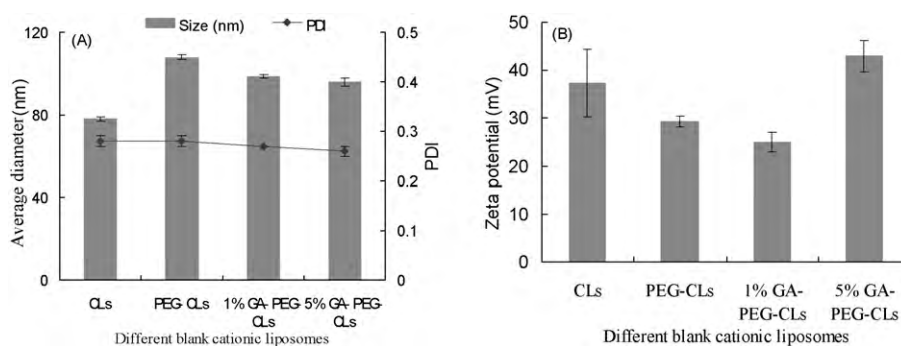 (A)
Size (nm)
PDI
120
80
40
0
Average diameter (nm)
0.5
0.4
0.3
0.2
0.1
0
PDI
CLs
PEG-CLs
1% GA-PEG-
CLs
5% GA-PEG-
CLs
Different blank cationic liposomes
(B)
50
40
30
20
10
0
Zeta potential (mV)
CLs
PEG-CLs
1% GA-
PEG-CLs
5% GA-
PEG-CLs
Different blank cationic liposomes